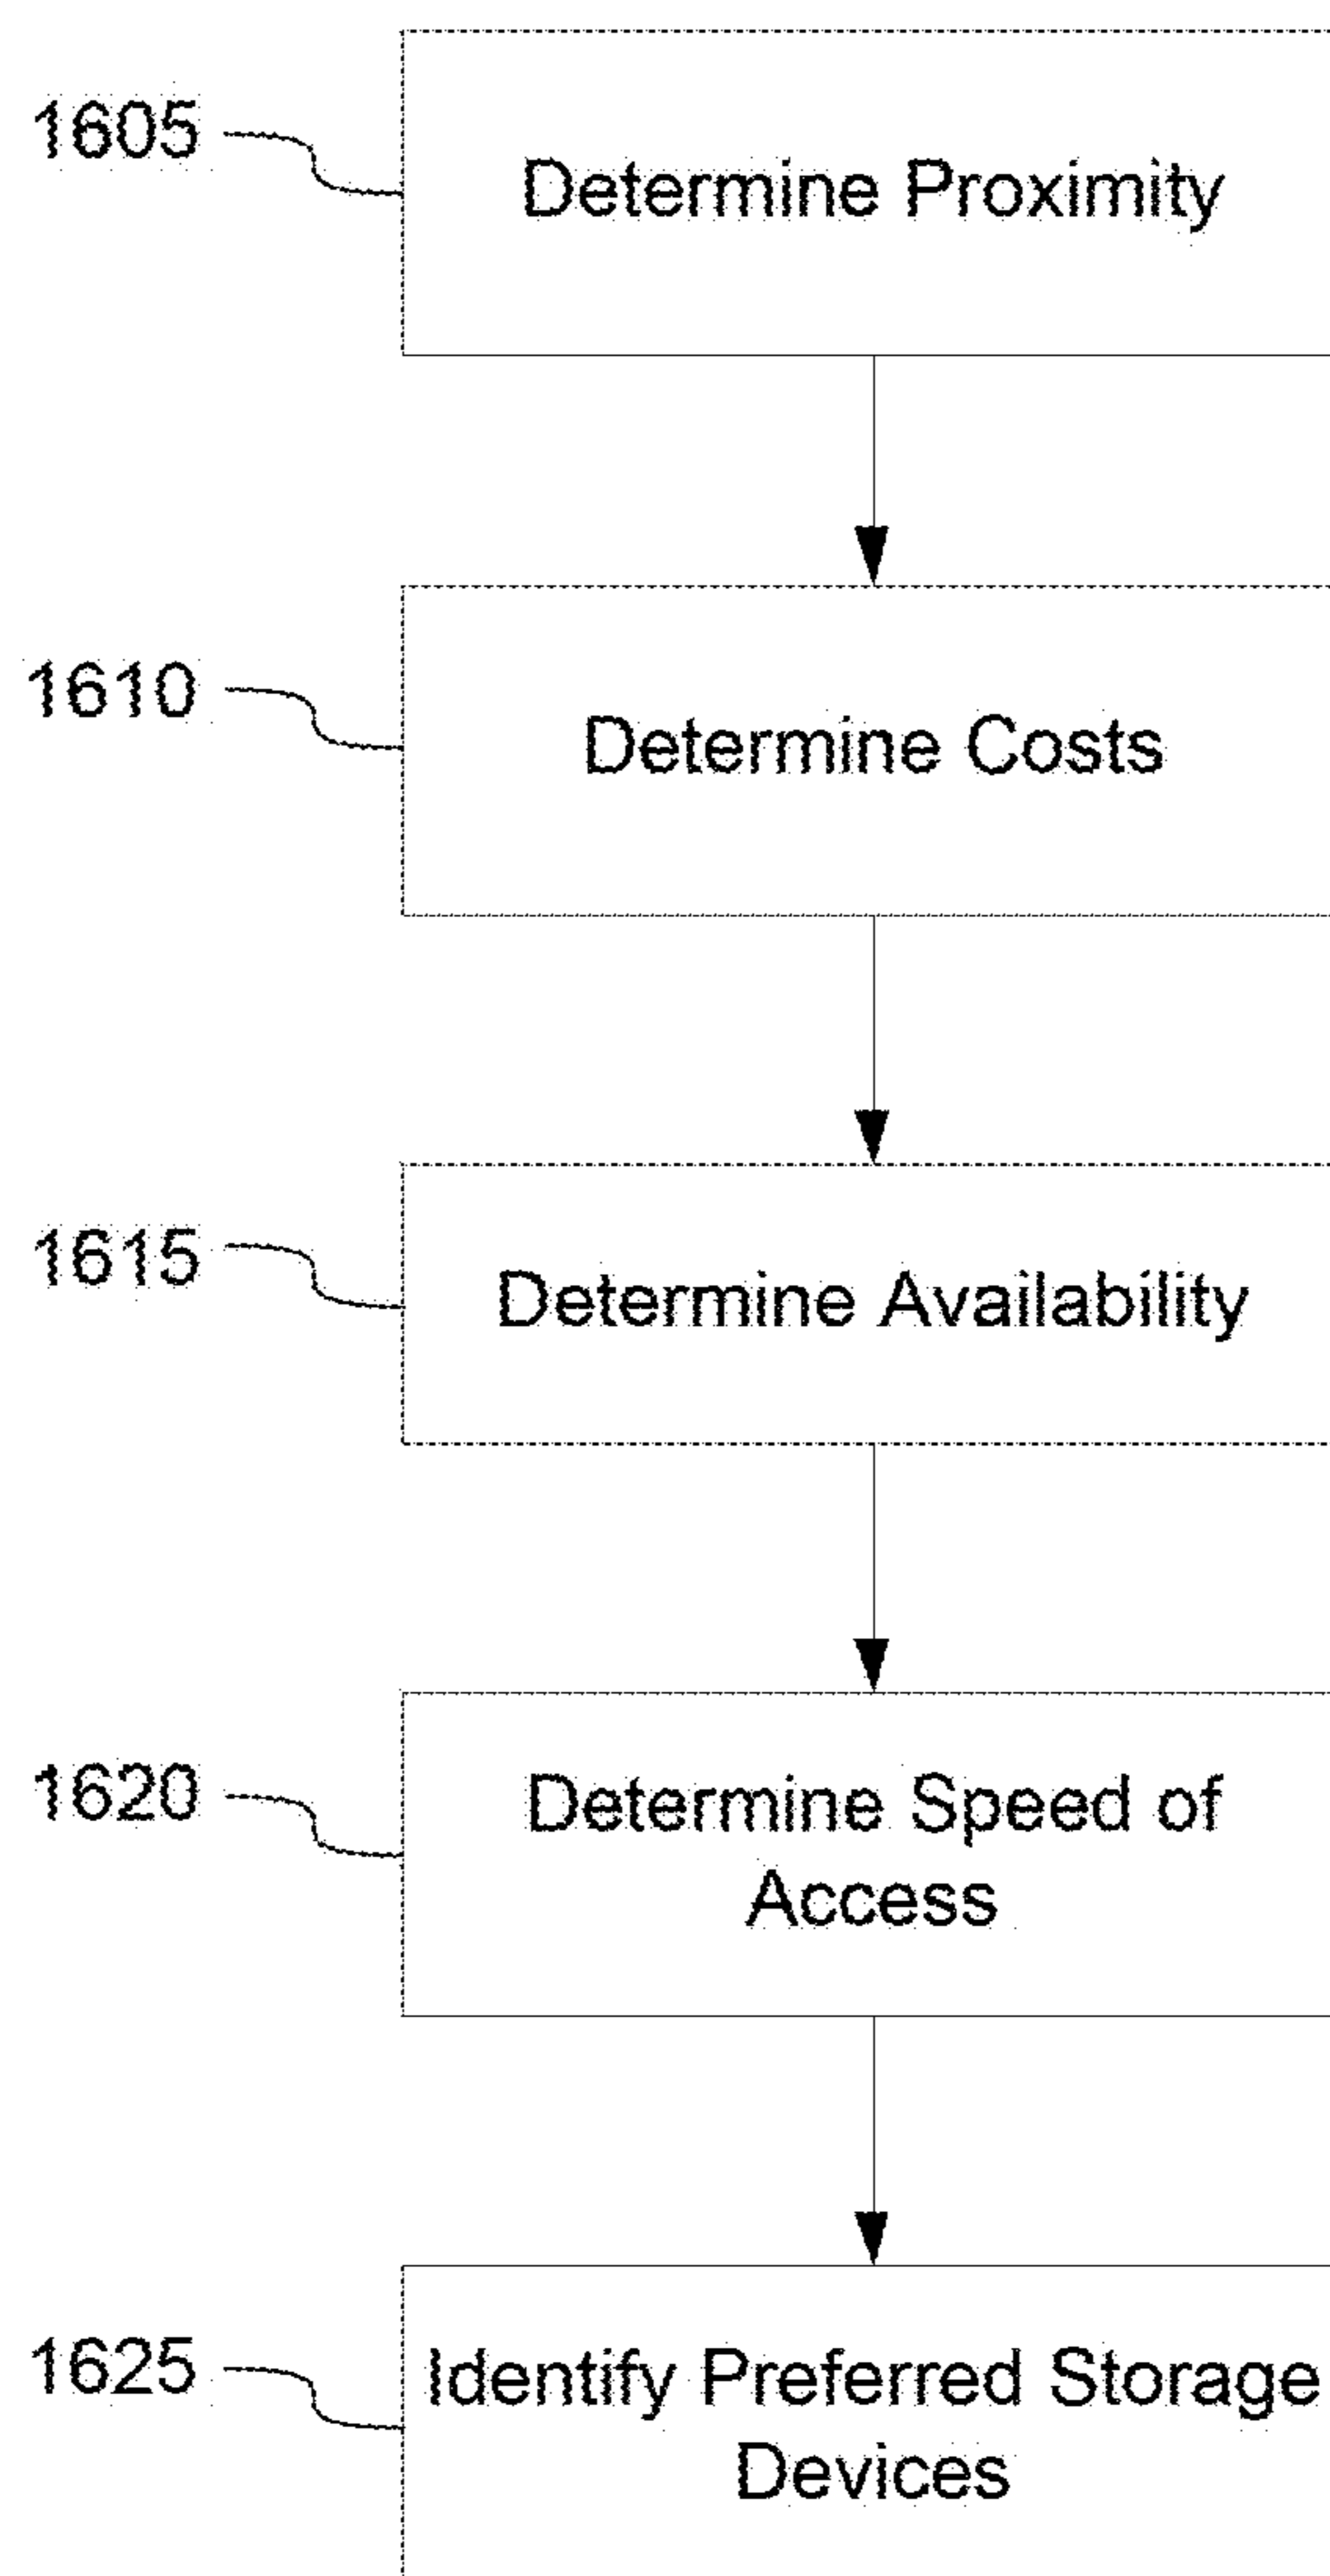 1605
Determine Proximity
1610
Determine Costs
1615
Determine Availability
1620
Determine Speed of
Access
1625
Identify Preferred Storage
Devices